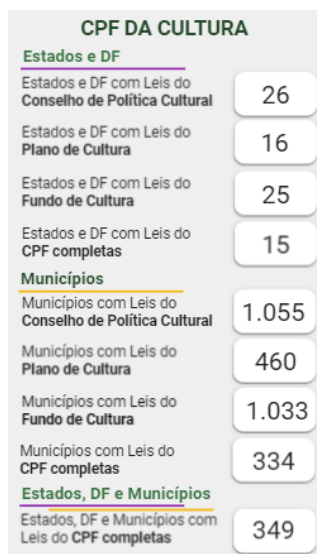 CPF DA CULTURA
Estados e DF
Estados e DF com Leis do
Conselho de Política Cultural
26
Estados e DF com Leis do
Plano de Cultura
16
Estados e DF com Leis do
Fundo de Cultura
25
Estados e DF com Leis do
CPF completas
15
Municípios
Municípios com Leis do
Conselho de Política Cultural
1.055
Municípios com Leis do
Plano de Cultura
460
Municípios com Leis do
Fundo de Cultura
1.033
Municípios com Leis do
CPF completas
334
Estados, DF e Municípios
Estados, DF e Municípios com
Leis do CPF completas
349